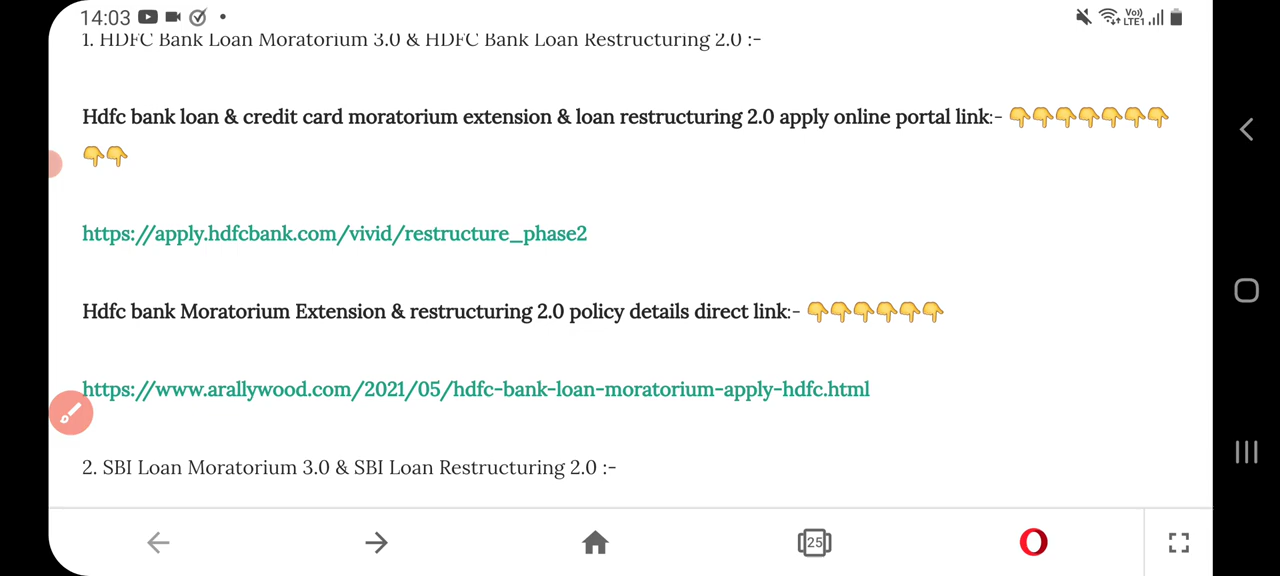 14:03
Vo))
LTE1
1. HDFC Bank Loan Moratorium 3.0 & HDFC Bank Loan Restructuring 2.0 :-
Hdfc bank loan & credit card moratorium extension & loan restructuring 2.0 apply online portal link:- 👇👇👇👇👇👇👇
👇👇
https://apply.hdfcbank.com/vivid/restructure_phase2
Hdfc bank Moratorium Extension & restructuring 2.0 policy details direct link:- 👇👇👇👇👇👇
https://www.arallywood.com/2021/05/hdfc-bank-loan-moratorium-apply-hdfc.html
2. SBI Loan Moratorium 3.0 & SBI Loan Restructuring 2.0 :-
25